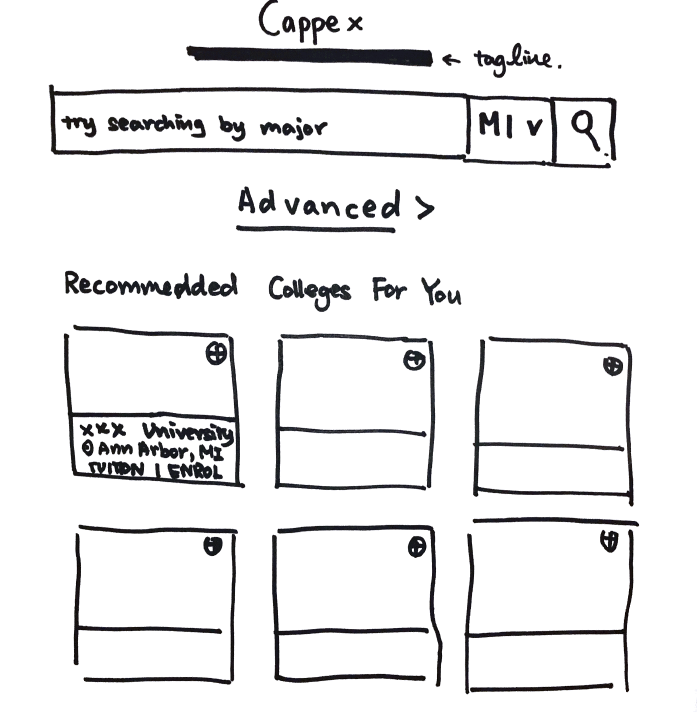 Cappex
← tagline.
try searching by major MI v
Advanced >
Recommedded Colleges For You
xxx University
Ann Arbor, MI
TUITION | ENROL